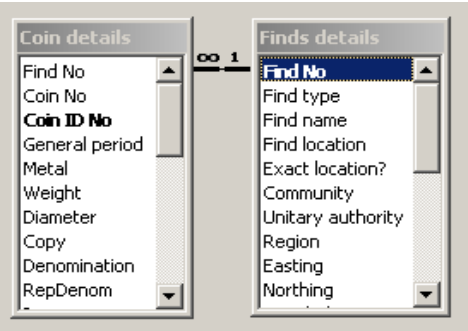 Coin details
Find No
Coin No
Coin ID No
General period
Metal
Weight
Diameter
Copy
Denomination
RepDenom
∞ 1
Finds details
Find No
Find type
Find name
Find location
Exact location?
Community
Unitary authority
Region
Easting
Northing